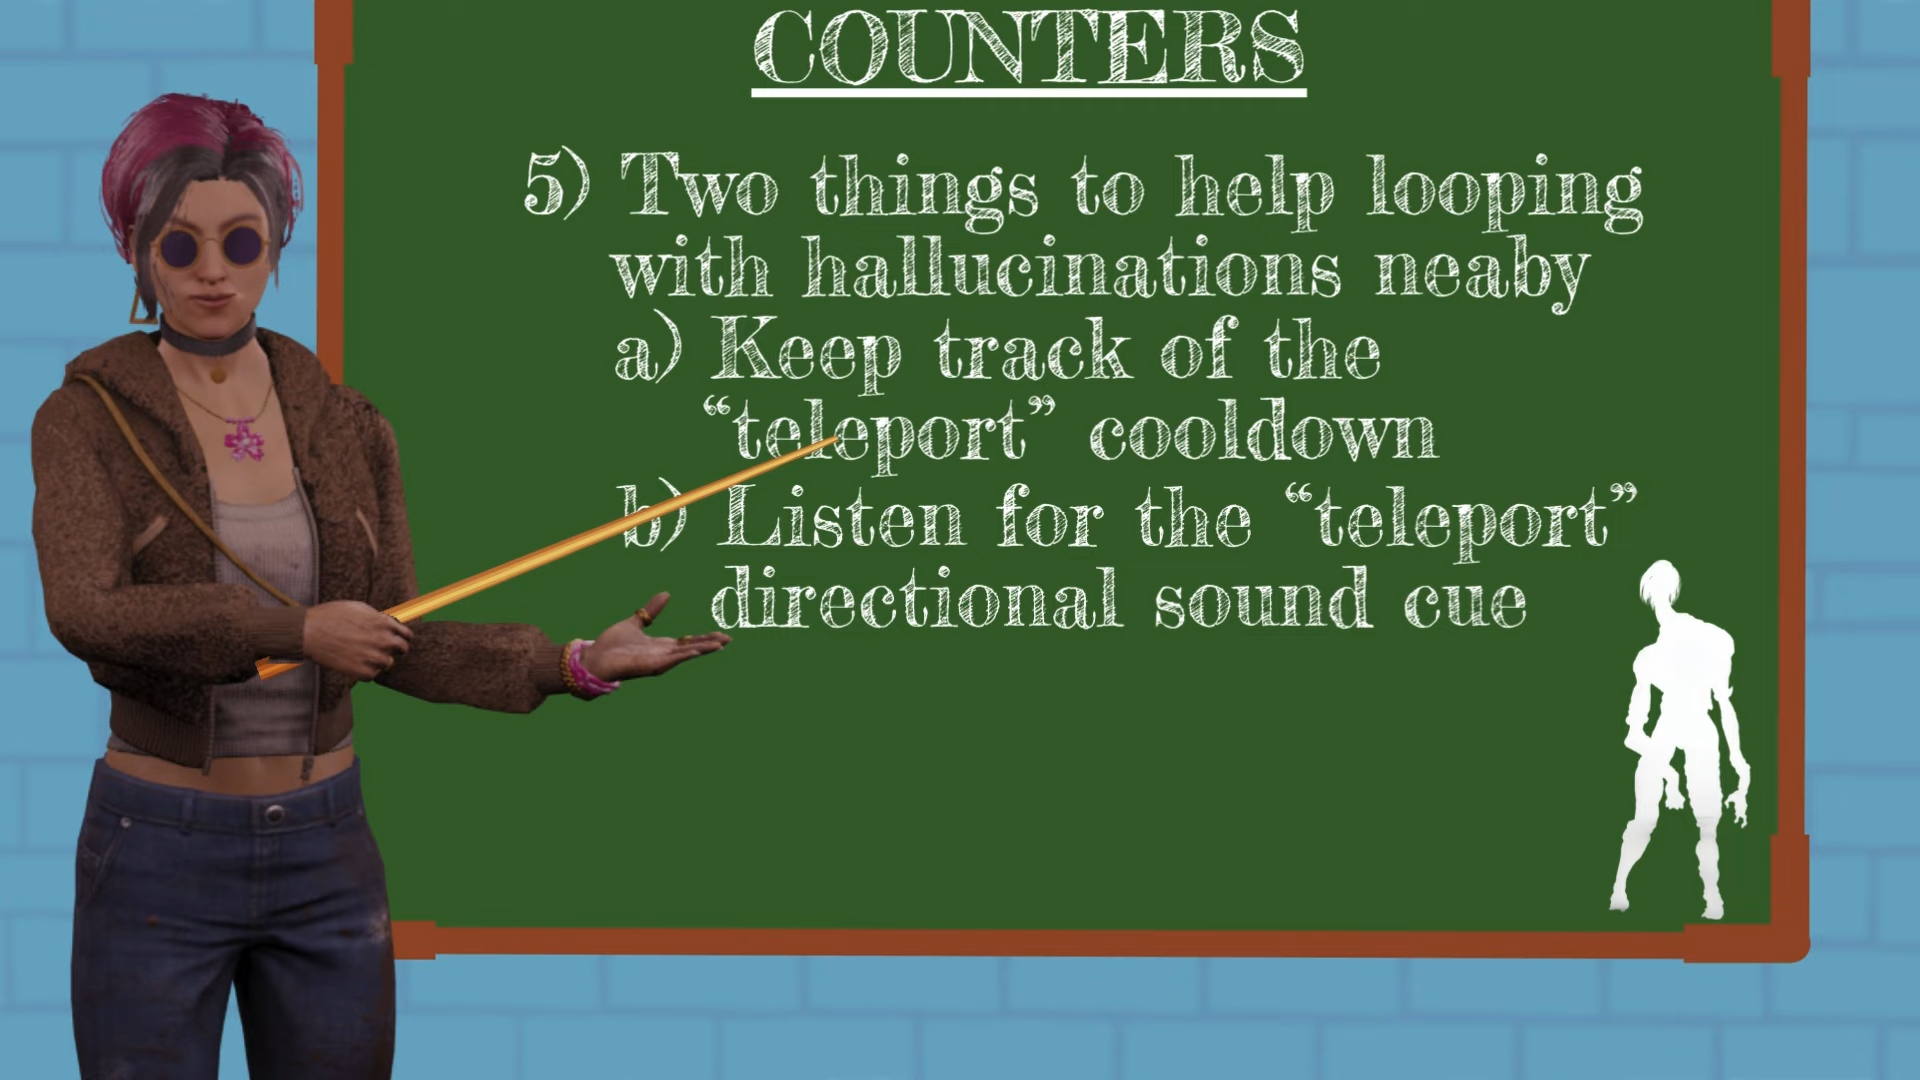 COUNTERS
5) Two things to help looping
with hallucinations neaby
a) Keep track of the
“teleport” cooldown
b) Listen for the “teleport”
directional sound cue